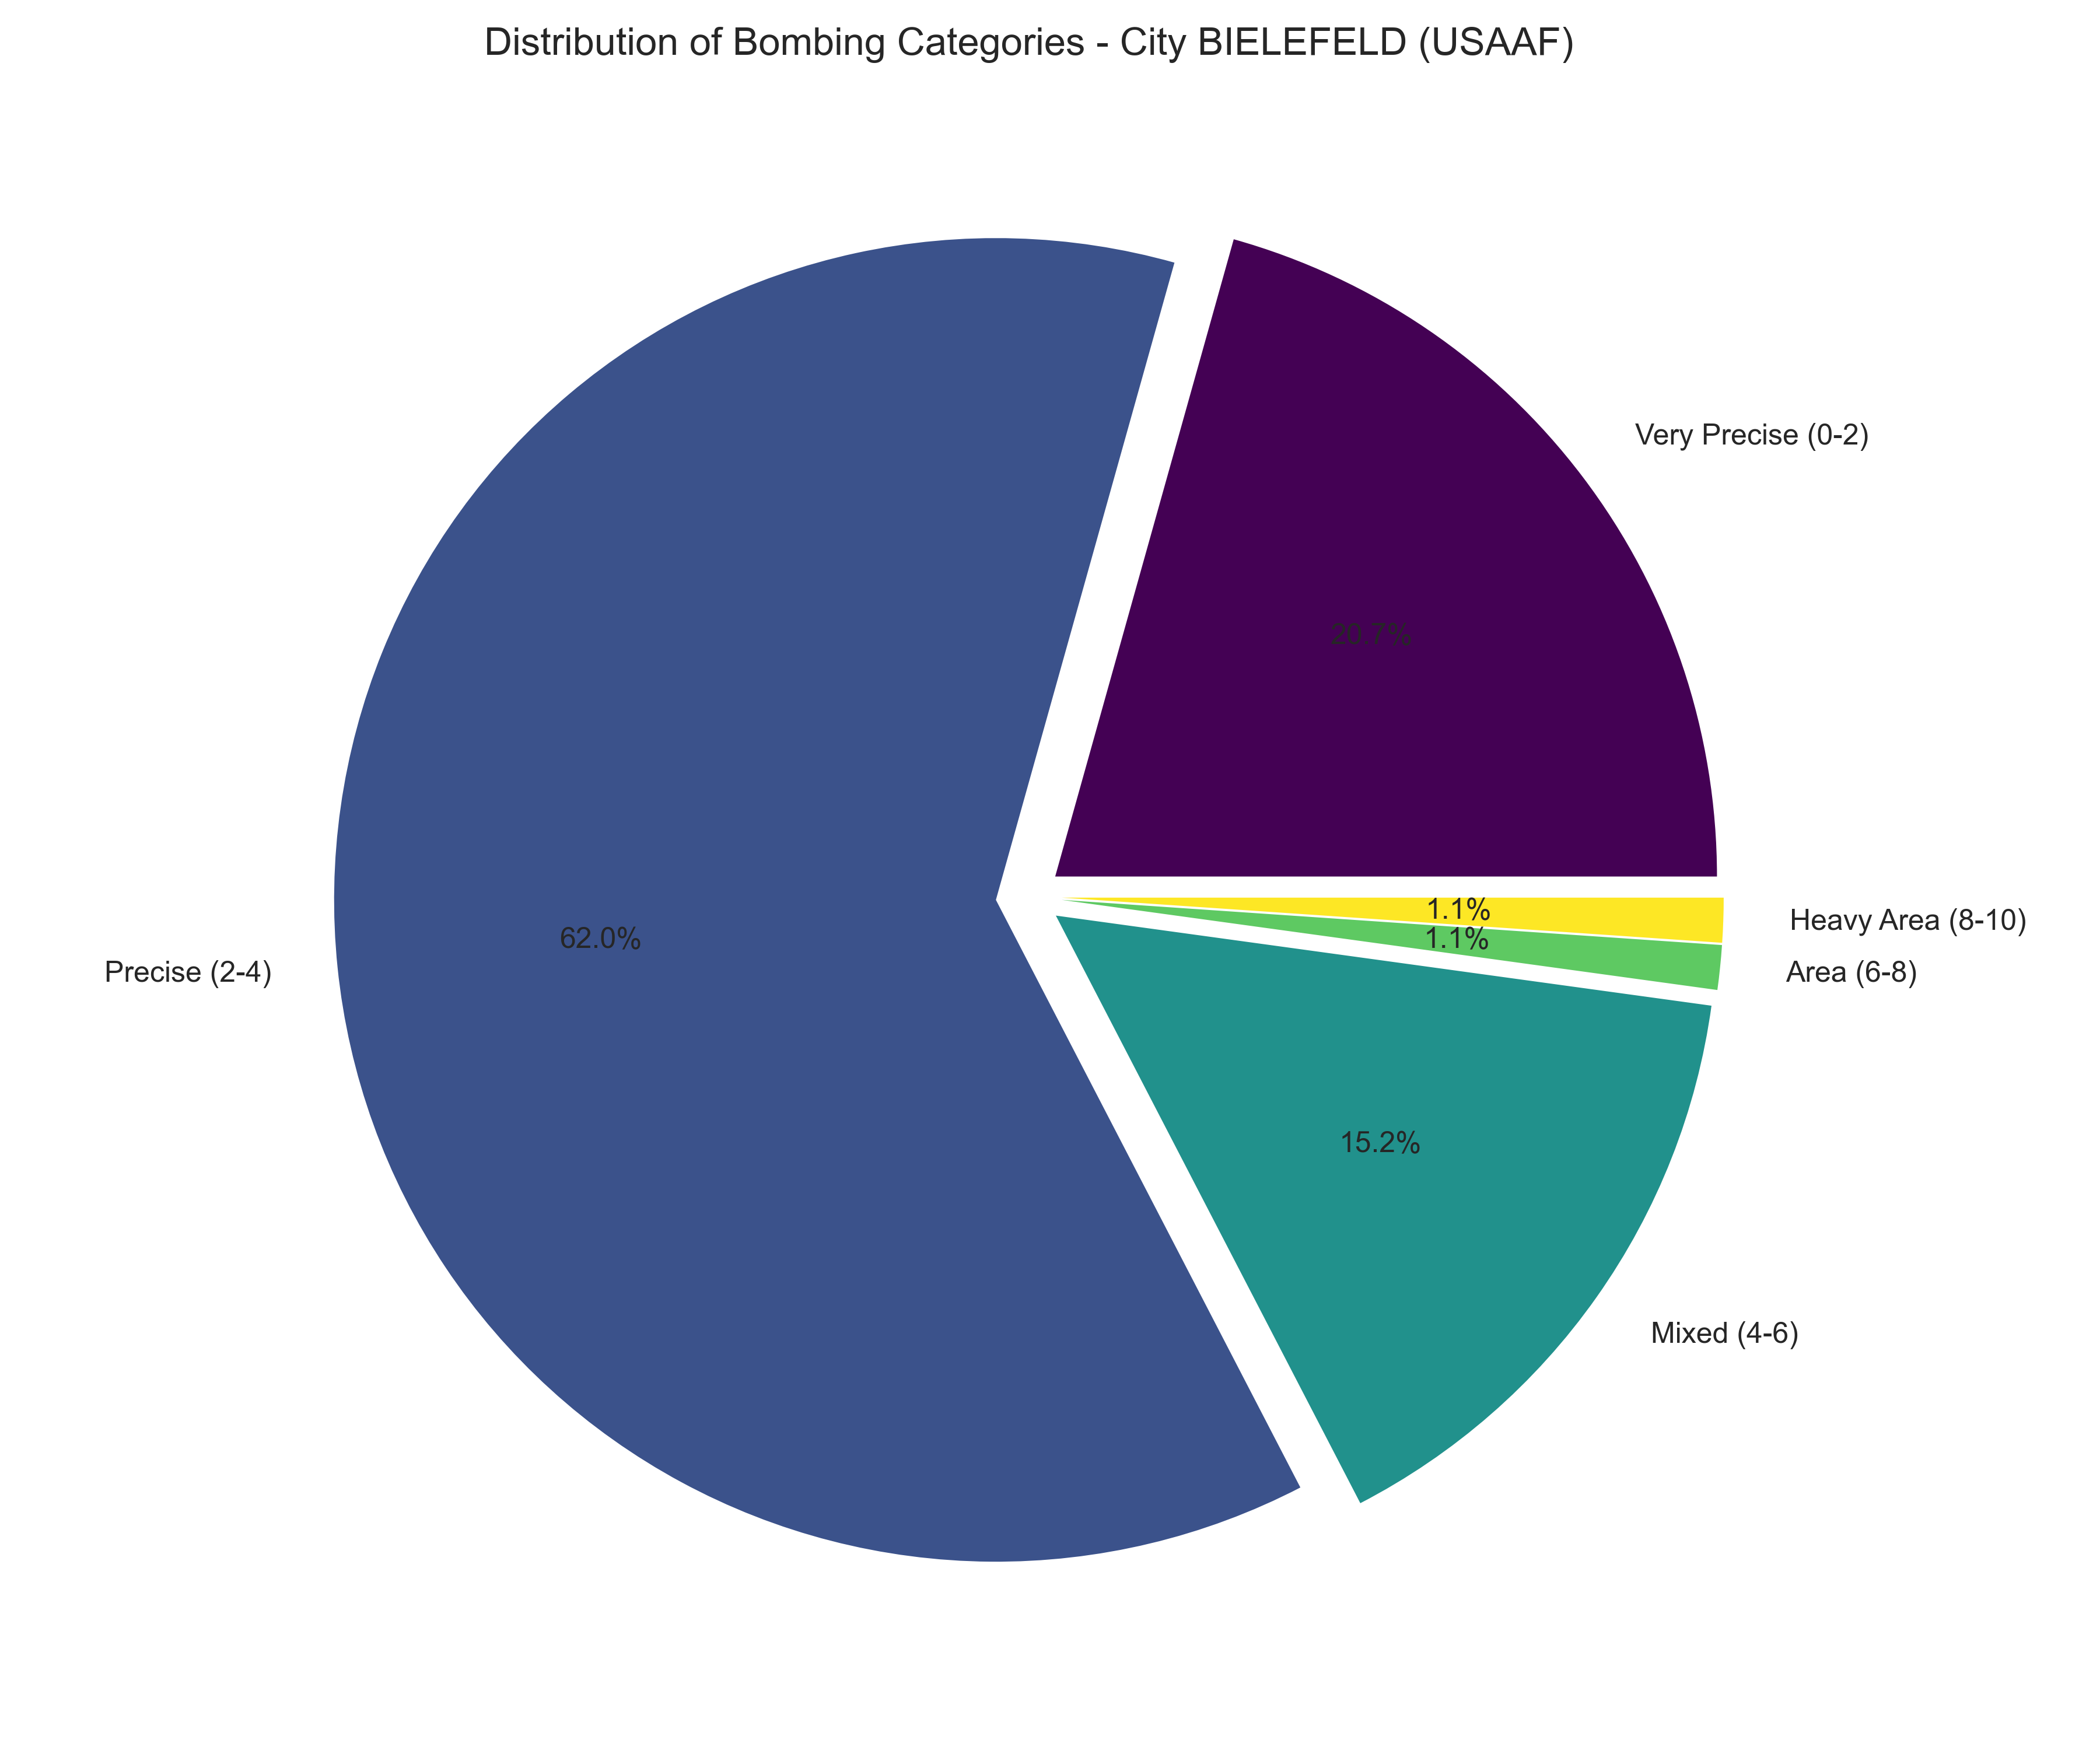 Distribution of Bombing Categories - City BIELEFELD (USAAF)
Very Precise (0-2)
20.7%
1.1%
Heavy Area (8-10)
1.1%
Area (6-8)
62.0%
Precise (2-4)
15.2%
Mixed (4-6)